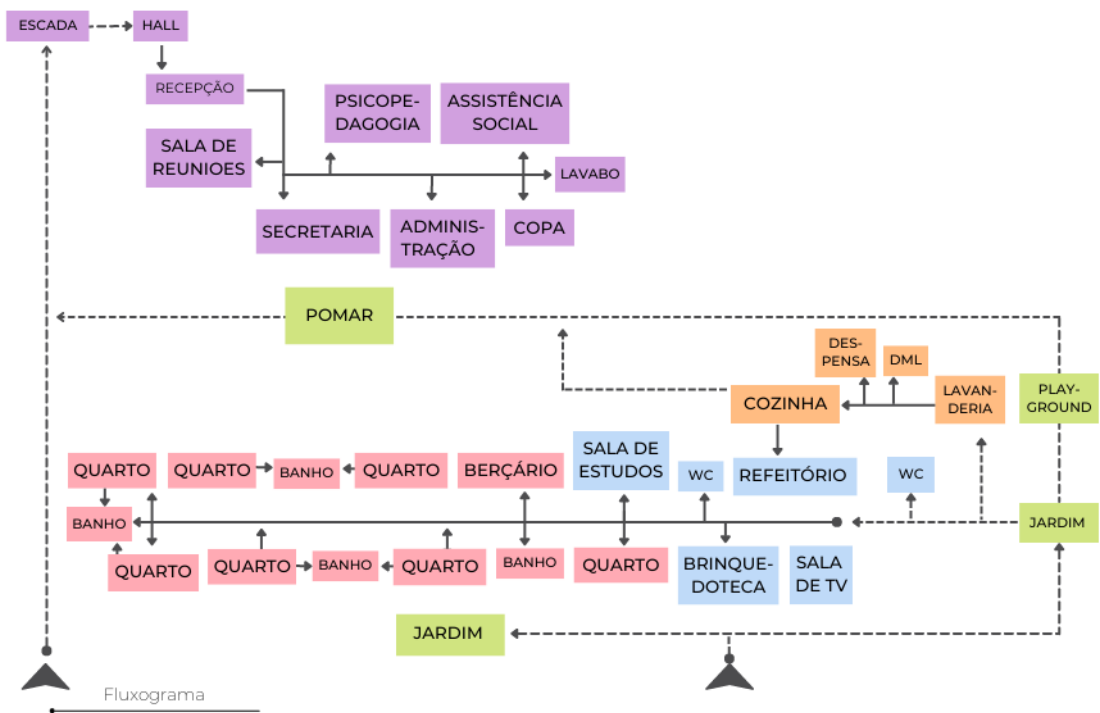 ESCADA
HALL
RECEPÇÃO
PSICOPE-
DAGOGIA
ASSISTÊNCIA
SOCIAL
SALA DE
REUNIOES
LAVABO
SECRETARIA
ADMINIS-
TRAÇÃO
COPA
POMAR
DES-
PENSA
DML
COZINHA
LAVAN-
DERIA
PLAY-
GROUND
QUARTO
QUARTO
BANHO
QUARTO
BERÇÁRIO
SALA DE
ESTUDOS
WC
REFEITÓRIO
WC
BANHO
JARDIM
QUARTO
QUARTO
BANHO
QUARTO
BANHO
QUARTO
BRINQUE-
DOTECA
SALA
DE TV
JARDIM
Fluxograma